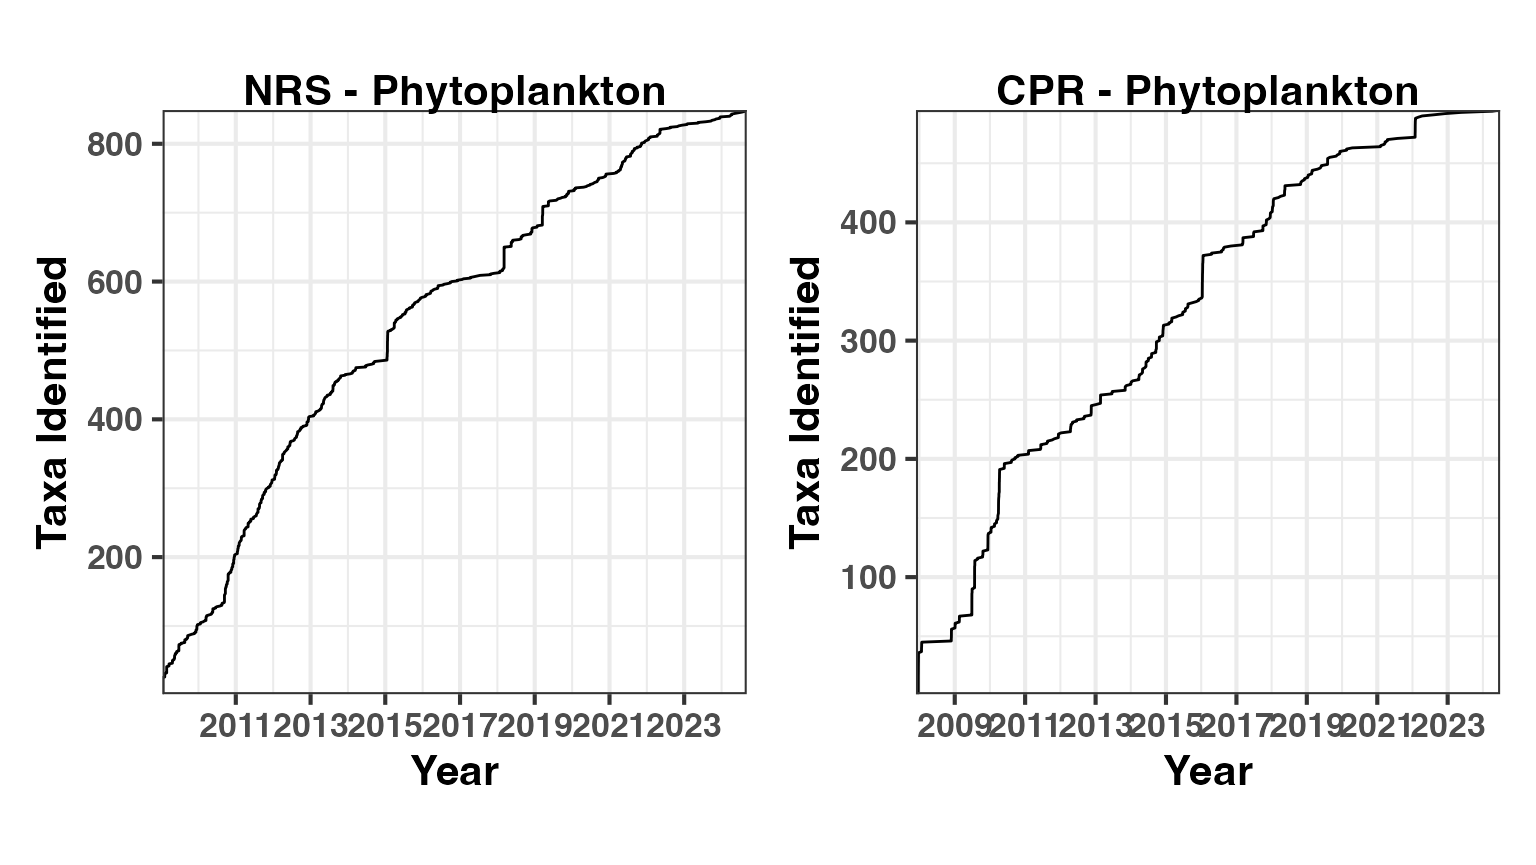 NRS - Phytoplankton
Taxa Identified
800
600
400
200
2011 2013 2015 2017 2019 2021 2023
Year
CPR - Phytoplankton
Taxa Identified
400
300
200
100
2009 2011 2013 2015 2017 2019 2021 2023
Year